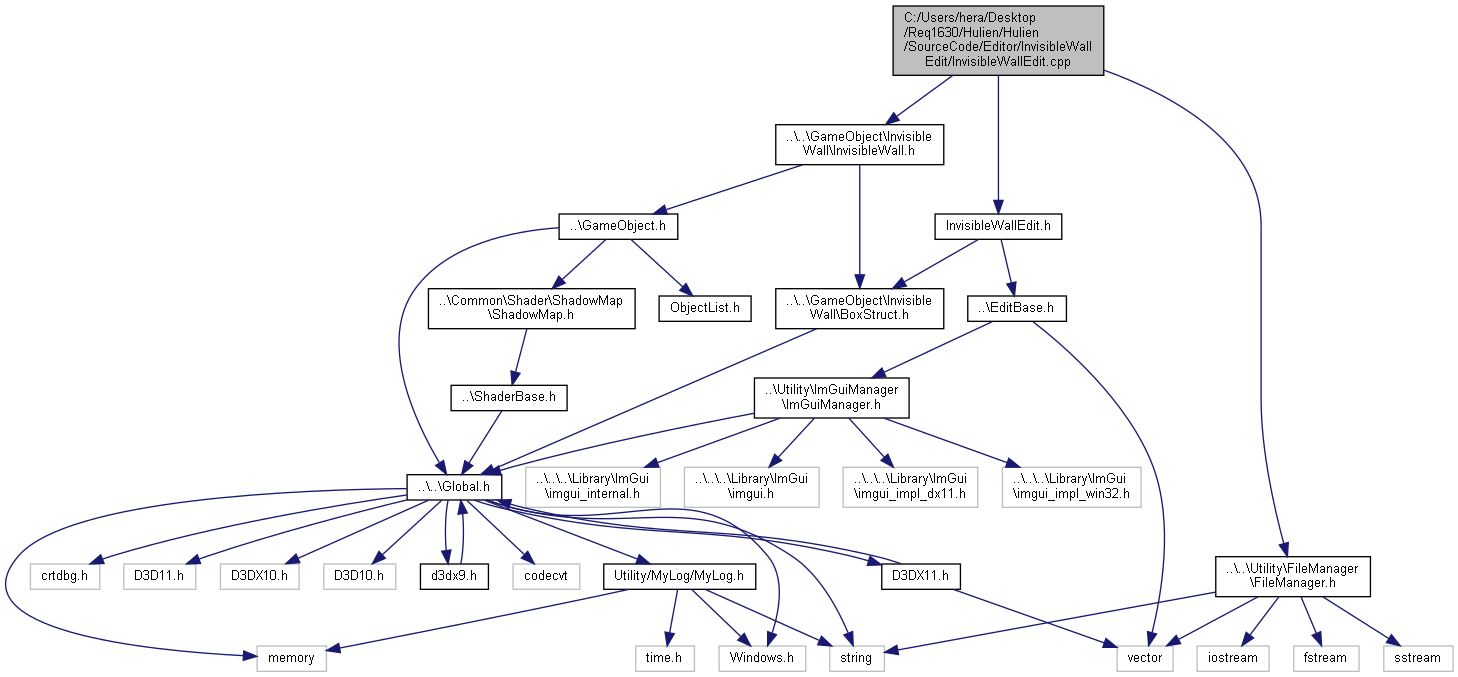 C:/Users/hera/Desktop
/Req1630/Hulien/Hulien
/SourceCode/Editor/InvisibleWall
Edit/InvisibleWallEdit.cpp
..\..\GameObject\Invisible
Wall\InvisibleWall.h
..\GameObject.h
InvisibleWallEdit.h
..\Common\Shader\ShadowMap
\ShadowMap.h
ObjectList.h
..\..\GameObject\Invisible
Wall\BoxStruct.h
..\EditBase.h
..\ShaderBase.h
..\Utility\ImGuiManager
\ImGuiManager.h
..\..\Global.h
..\..\..\Library\ImGui
\imgui_internal.h
..\..\..\Library\ImGui
\imgui.h
..\..\..\Library\ImGui
\imgui_impl_dx11.h
..\..\..\Library\ImGui
\imgui_impl_win32.h
crtdbg.h
D3D11.h
D3DX10.h
D3D10.h
d3dx9.h
codecvt
Utility/MyLog/MyLog.h
D3DX11.h
..\..\Utility\FileManager
\FileManager.h
memory
time.h
Windows.h
string
vector
iostream
fstream
sstream